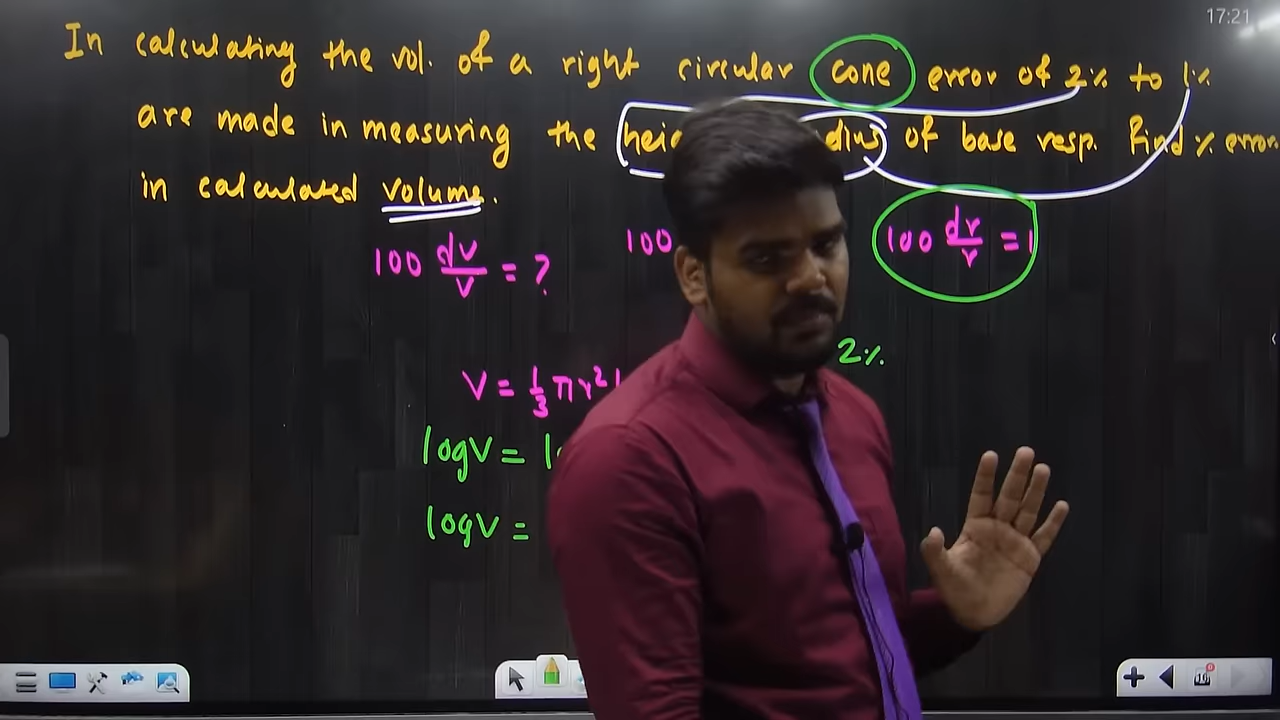 17:21
In calculating the vol. of a right circular cone error of 2% to 1%
are made in measuring the of base resp. find % error
in calculated volume.
100 dv/v = ? 100 100 dr/r = 1
2%
V = 1/3 πr²
logV =
logV =
19